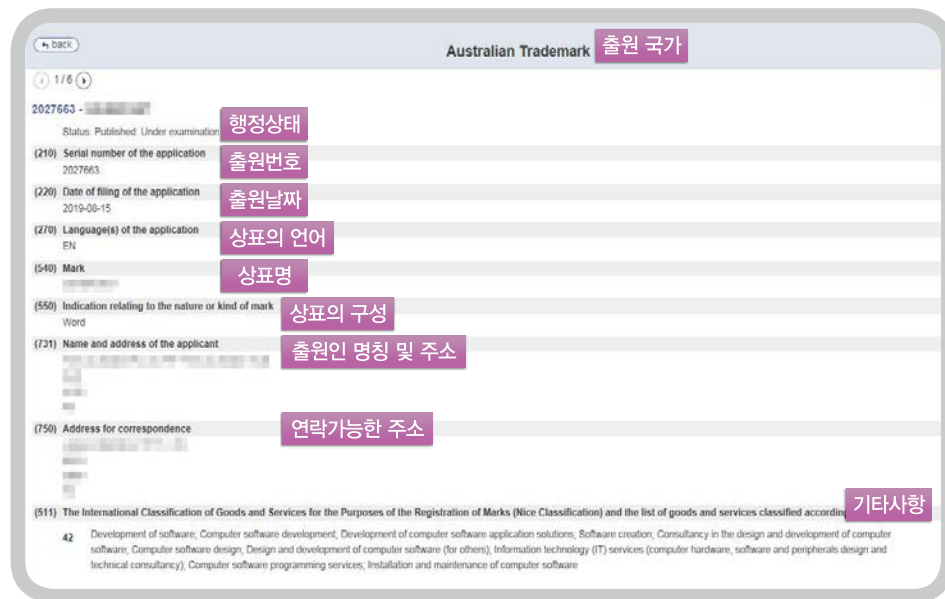 back
Australian Trademark 출원 국가
1/6
2027663 -
Status: Published: Under examination 행정상태
(210) Serial number of the application 출원번호
2027663
(220) Date of filing of the application 출원날짜
2019-08-15
(270) Language(s) of the application 상표의 언어
EN
(540) Mark 상표명
(550) Indication relating to the nature or kind of mark 상표의 구성
Word
(731) Name and address of the applicant 출원인 명칭 및 주소
(750) Address for correspondence 연락가능한 주소
기타사항
(511) The International Classification of Goods and Services for the Purposes of the Registration of Marks (Nice Classification) and the list of goods and services classified according
42 Development of software; Computer software development; Development of computer software application solutions; Software creation; Consultancy in the design and development of computer
software; Computer software design; Design and development of computer software (for others); Information technology (IT) services (computer hardware, software and peripherals design and
technical consultancy); Computer software programming services; Installation and maintenance of computer software